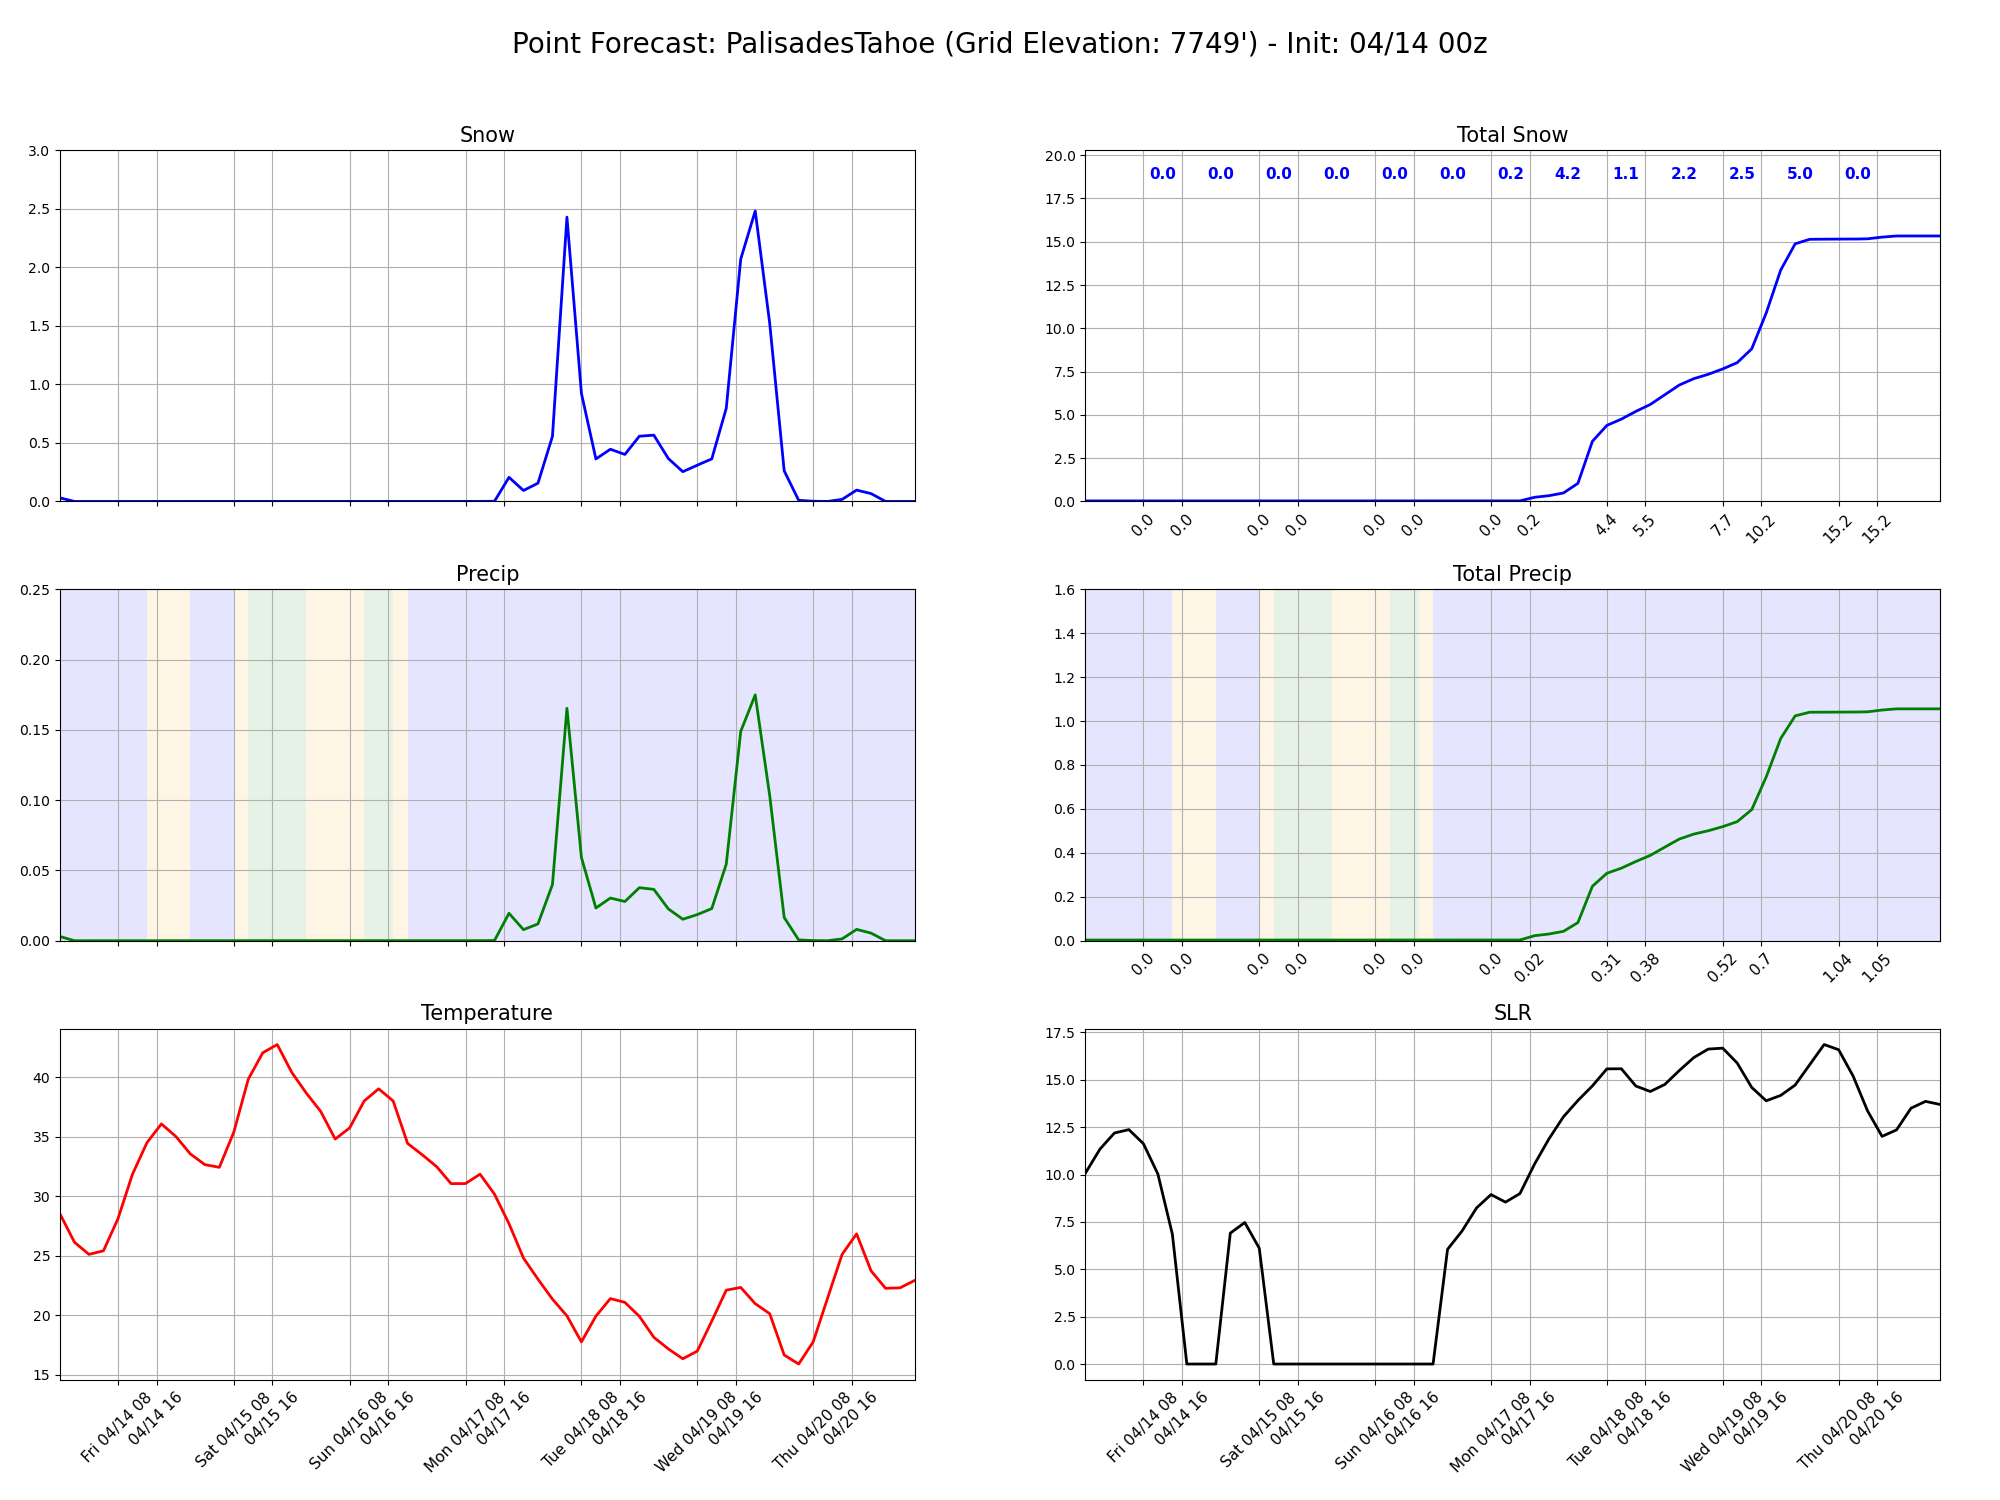 Point Forecast: PalisadesTahoe (Grid Elevation: 7749') - Init: 04/14 00z
Snow
3.0
2.5
2.0
1.5
1.0
0.5
0.0
Total Snow
20.0
17.5
15.0
12.5
10.0
7.5
5.0
2.5
0.0
0.0 0.0 0.0 0.0 0.0 0.0 0.2 4.2 1.1 2.2 2.5 5.0 0.0
0.0 0.0 0.0 0.0 0.0 0.0 0.0 0.2 4.4 5.5 7.7 10.2 15.2 15.2
Precip
0.25
0.20
0.15
0.10
0.05
0.00
Total Precip
1.6
1.4
1.2
1.0
0.8
0.6
0.4
0.2
0.0
0.0 0.0 0.0 0.0 0.0 0.0 0.0 0.02 0.31 0.38 0.52 0.7 1.04 1.05
Temperature
40
35
30
25
20
15
Fri 04/14 08
04/14 16
Sat 04/15 08
04/15 16
Sun 04/16 08
04/16 16
Mon 04/17 08
04/17 16
Tue 04/18 08
04/18 16
Wed 04/19 08
04/19 16
Thu 04/20 08
04/20 16
SLR
17.5
15.0
12.5
10.0
7.5
5.0
2.5
0.0
Fri 04/14 08
04/14 16
Sat 04/15 08
04/15 16
Sun 04/16 08
04/16 16
Mon 04/17 08
04/17 16
Tue 04/18 08
04/18 16
Wed 04/19 08
04/19 16
Thu 04/20 08
04/20 16